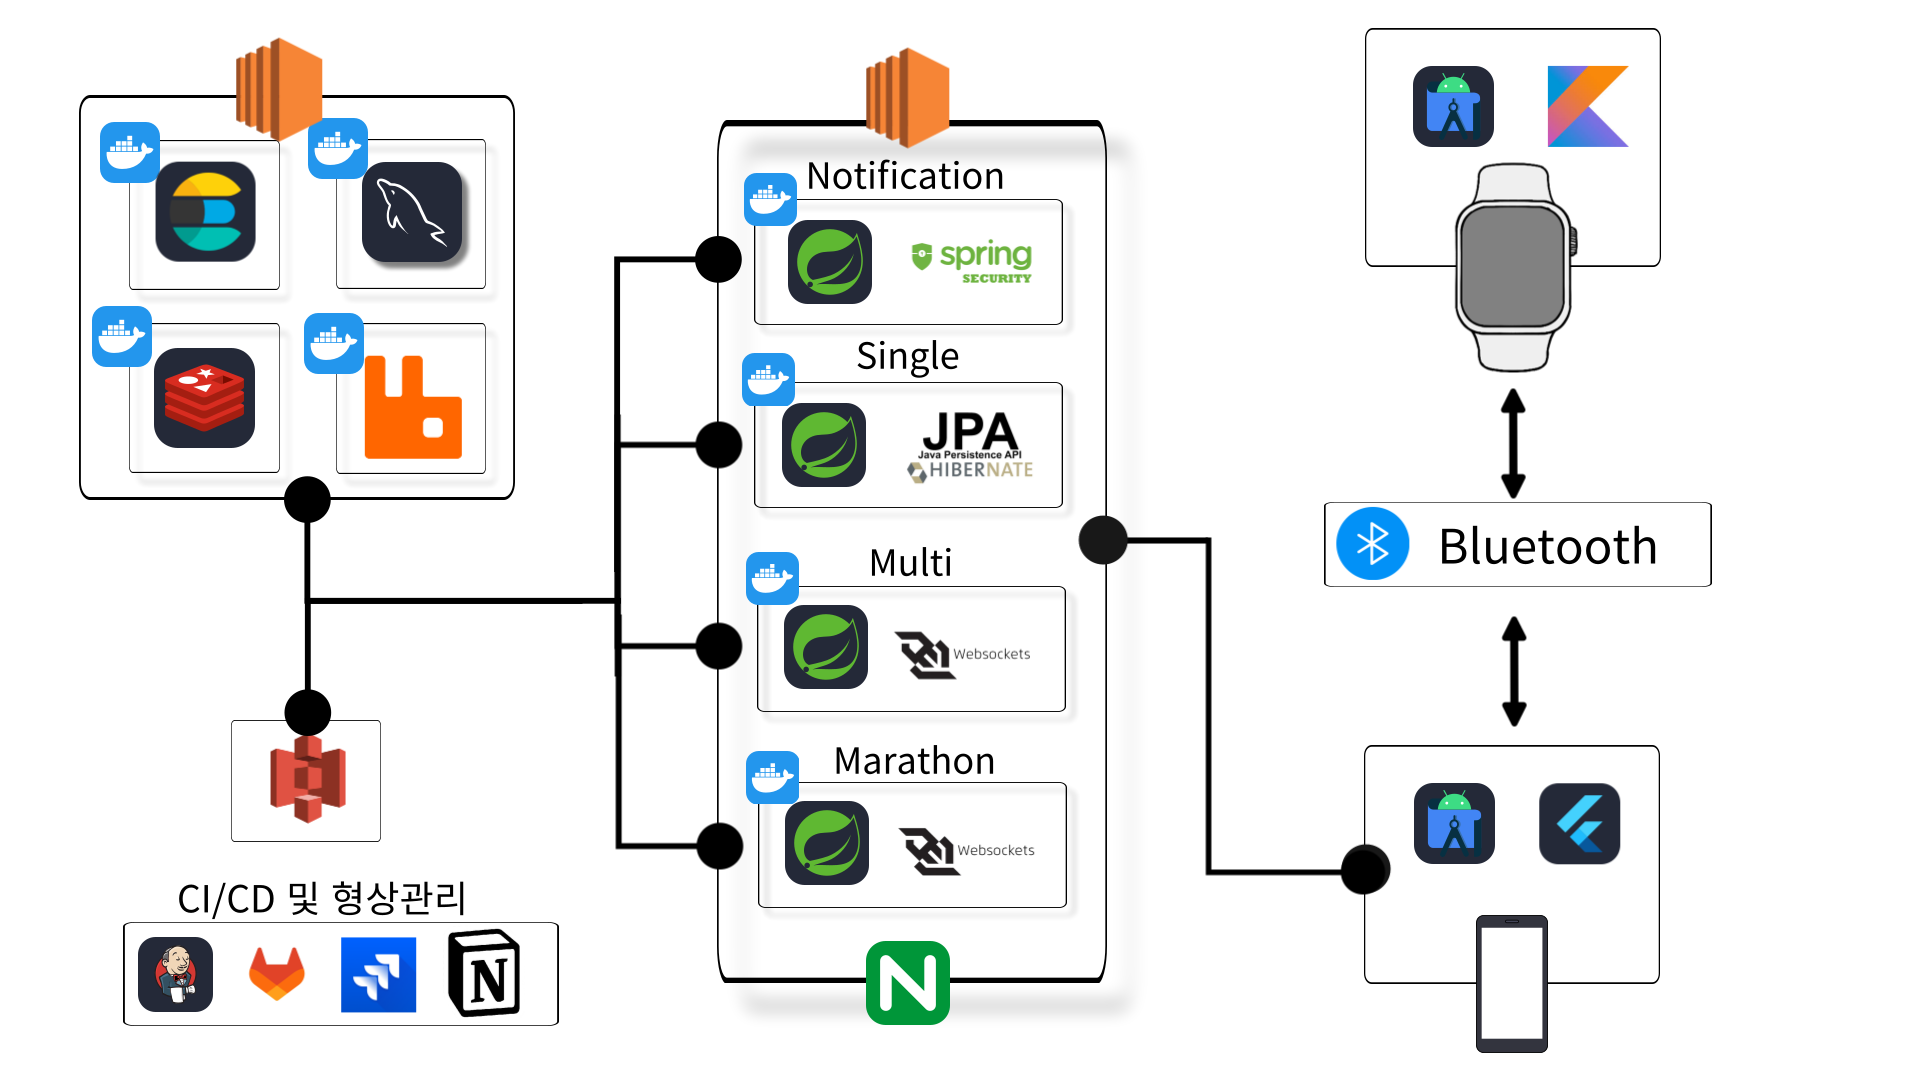 Notification
spring
SECURITY
Single
JPA
Java Persistence API
HIBERNATE
Multi
Websockets
Marathon
Websockets
Bluetooth
CI/CD 및 형상관리
N
N